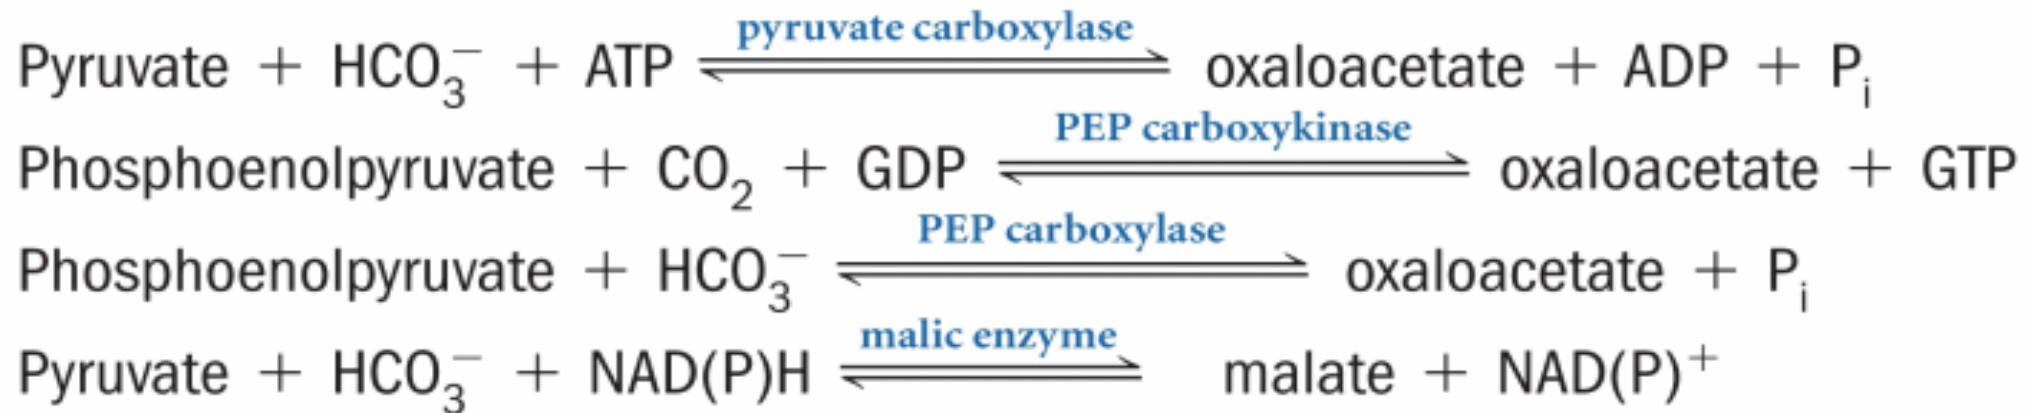 pyruvate carboxylase
Pyruvate + HCO₃⁻ + ATP ⇌ oxaloacetate + ADP + Pᵢ
PEP carboxykinase
Phosphoenolpyruvate + CO₂ + GDP ⇌ oxaloacetate + GTP
PEP carboxylase
Phosphoenolpyruvate + HCO₃⁻ ⇌ oxaloacetate + Pᵢ
malic enzyme
Pyruvate + HCO₃⁻ + NAD(P)H ⇌ malate + NAD(P)⁺